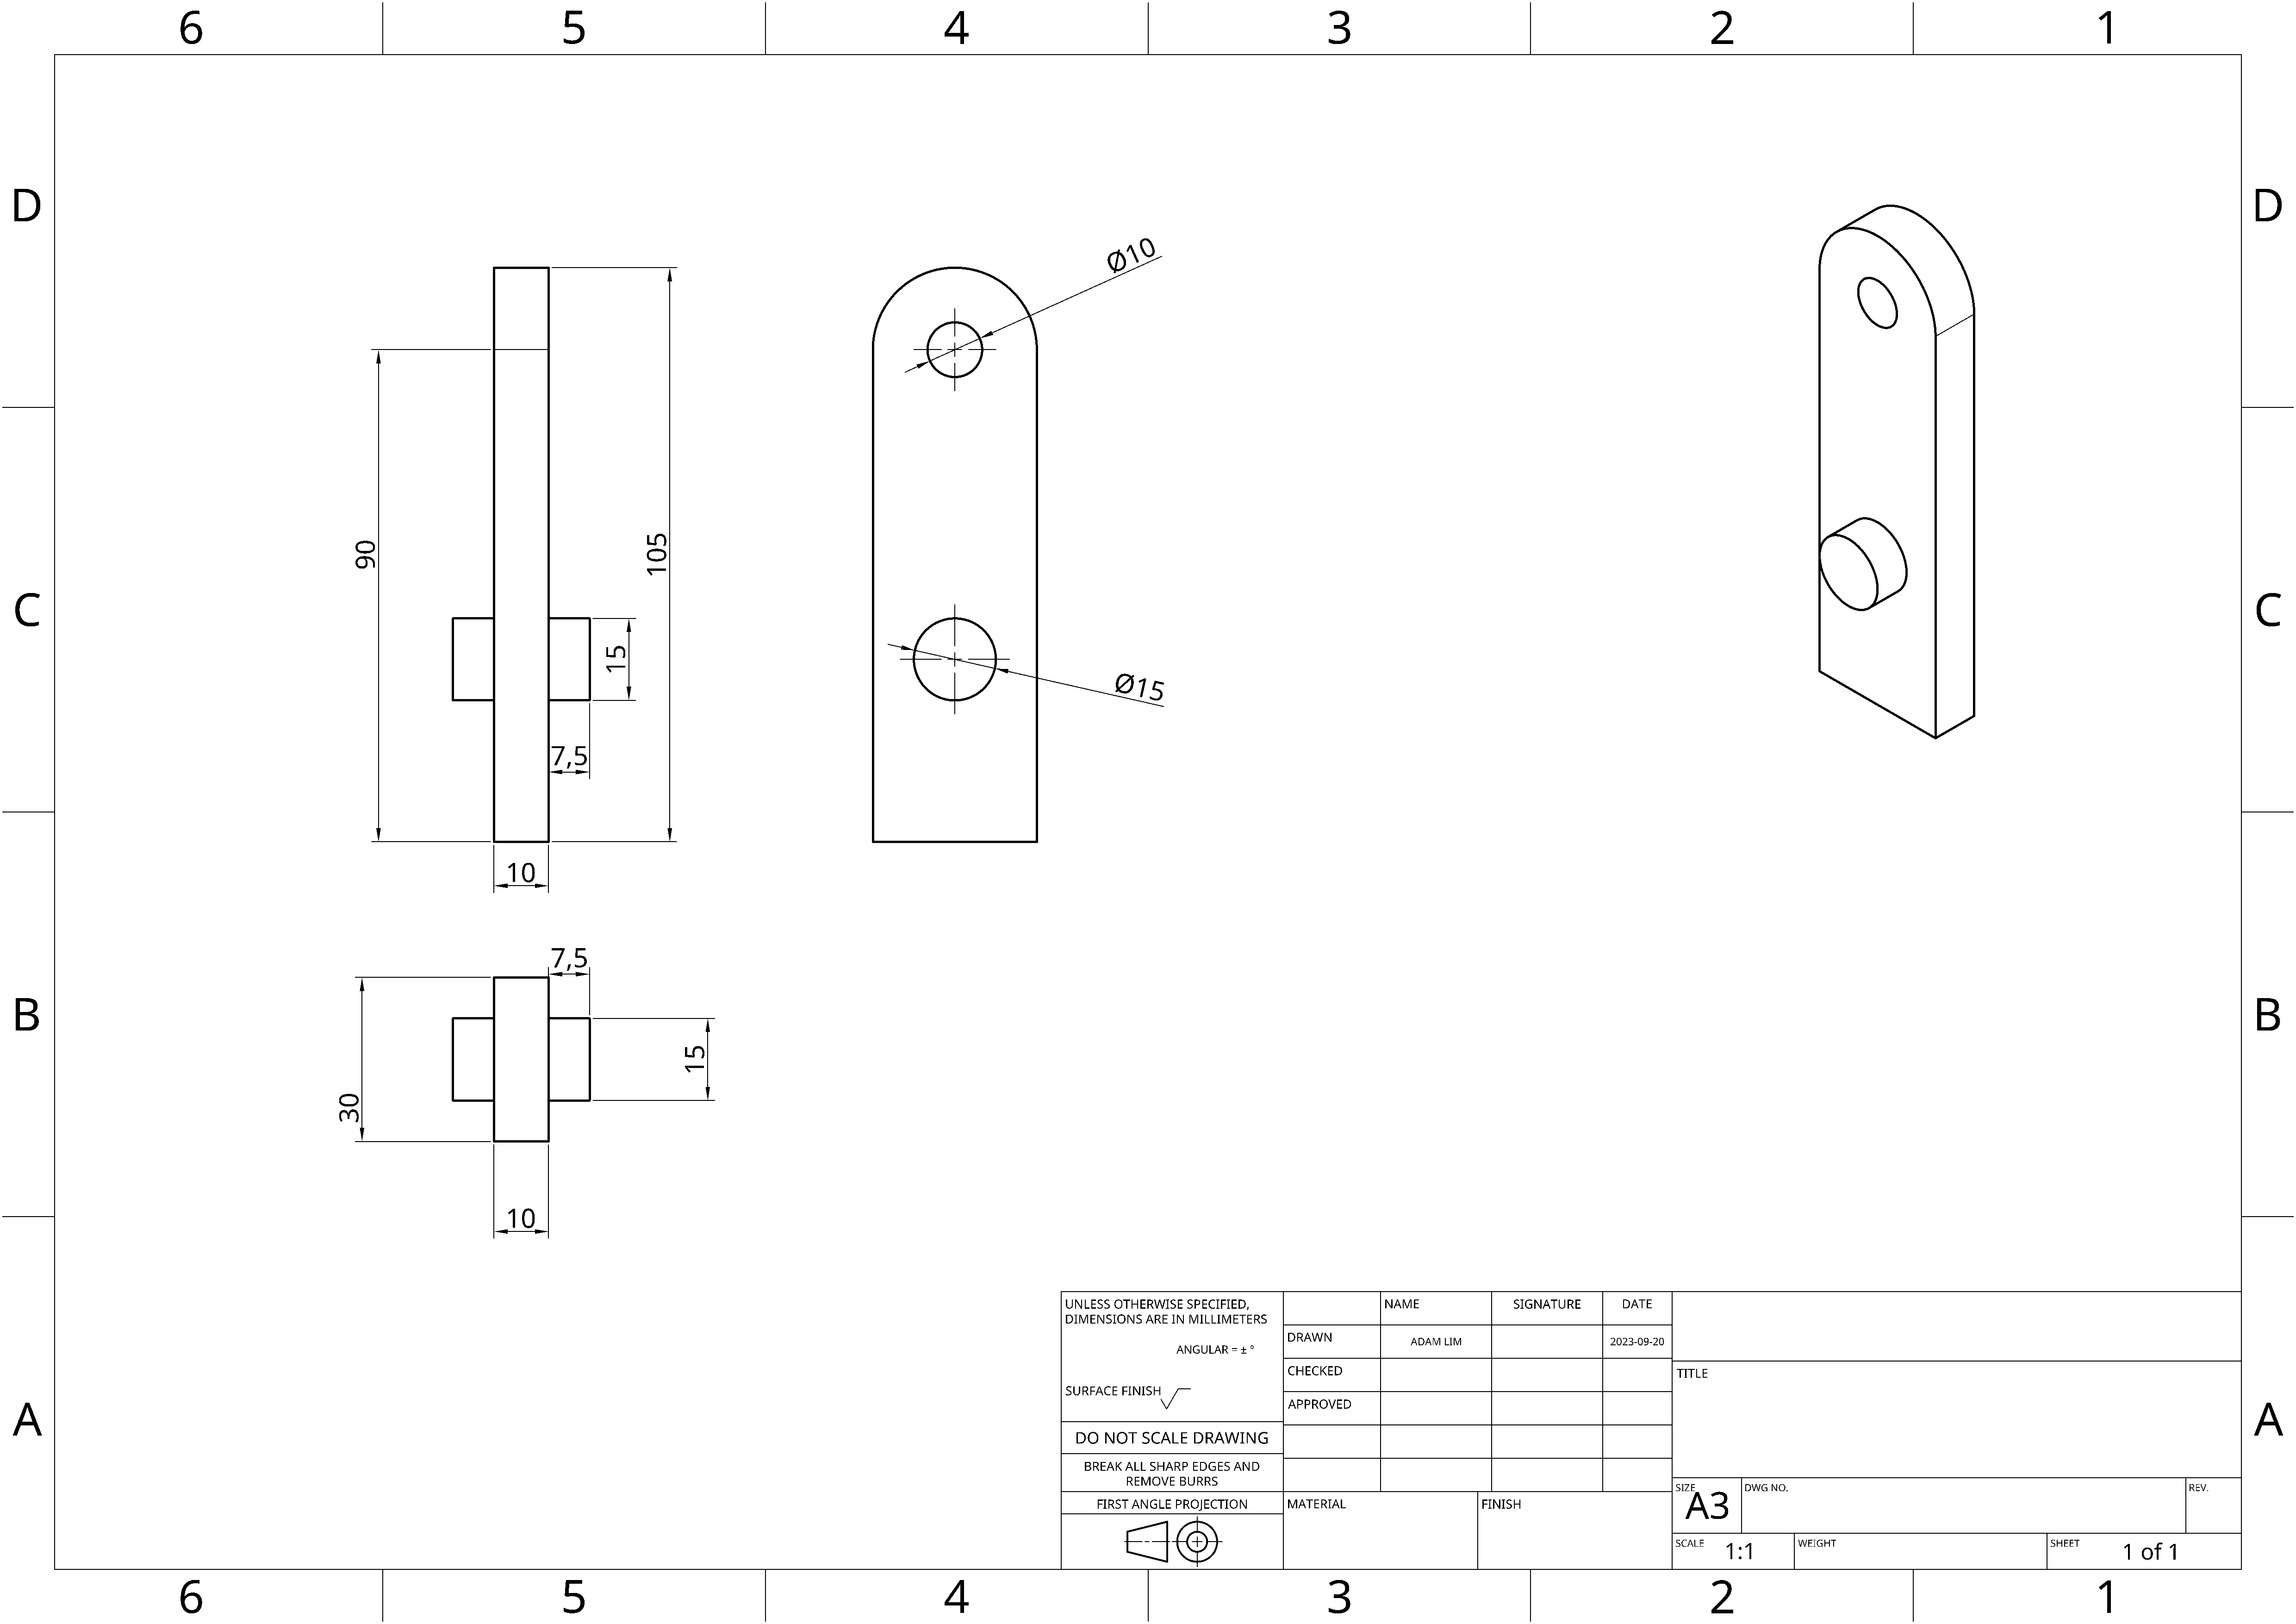 6 5 4 3 2 1
D D
Ø10
90
105
C C
15
Ø15
7,5
10
7,5
B B
15
30
10
UNLESS OTHERWISE SPECIFIED,
DIMENSIONS ARE IN MILLIMETERS
ANGULAR = ± °
SURFACE FINISH
DO NOT SCALE DRAWING
BREAK ALL SHARP EDGES AND
REMOVE BURRS
FIRST ANGLE PROJECTION
NAME SIGNATURE DATE
DRAWN ADAM LIM 2023-09-20
CHECKED
APPROVED
MATERIAL FINISH
TITLE
SIZE A3 DWG NO. REV.
SCALE 1:1 WEIGHT SHEET 1 of 1
A A
6 5 4 3 2 1